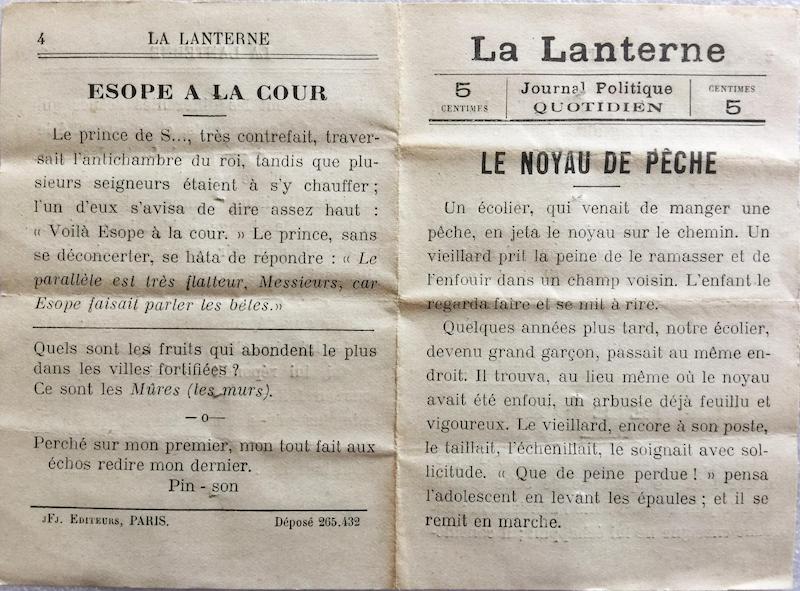 4 LA LANTERNE
ESOPE A LA COUR
Le prince de S..., très contrefait, traver-
sait l'antichambre du roi, tandis que plu-
sieurs seigneurs étaient à s'y chauffer ;
l'un d'eux s'avisa de dire assez haut :
« Voilà Esope à la cour. » Le prince, sans
se déconcerter, se hâta de répondre : « Le
parallèle est très flatteur, Messieurs, car
Esope faisait parler les bêtes.»
Quels sont les fruits qui abondent le plus
dans les villes fortifiées ?
Ce sont les Mûres (les murs).
—o—
Perché sur mon premier, mon tout fait aux
échos redire mon dernier.
Pin - son
JFJ. EDITEURS, PARIS. Déposé 265.432
La Lanterne
5 CENTIMES
Journal Politique
QUOTIDIEN
CENTIMES 5
LE NOYAU DE PÊCHE
Un écolier, qui venait de manger une
pêche, en jeta le noyau sur le chemin. Un
vieillard prit la peine de le ramasser et de
l'enfouir dans un champ voisin. L'enfant le
regarda faire et se mit à rire.
Quelques années plus tard, notre écolier,
devenu grand garçon, passait au même en-
droit. Il trouva, au lieu même où le noyau
avait été enfoui, un arbuste déjà feuillu et
vigoureux. Le vieillard, encore à son poste,
le taillait, l'échenillait, le soignait avec sol-
licitude. « Que de peine perdue ! » pensa
l'adolescent en levant les épaules ; et il se
remit en marche.